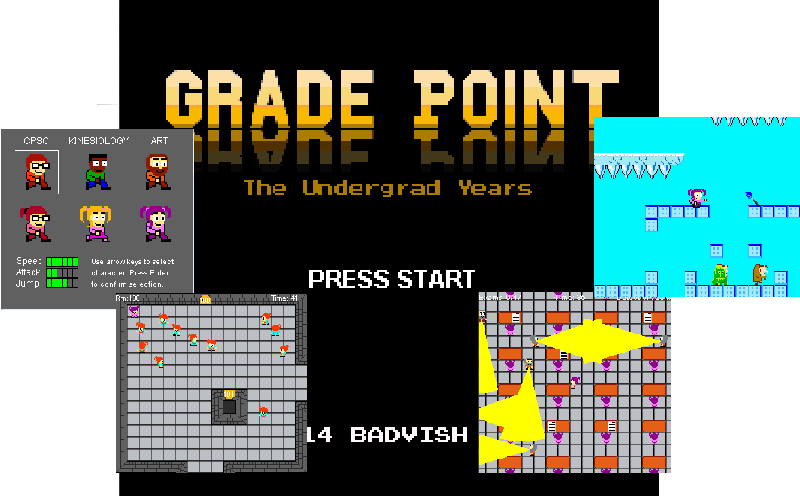 GRADE POINT
The Undergrad Years
CPSC KINESIOLOGY ART
Speed
Attack
Jump
Use arrow keys to select
character. Press Enter
to confirm selection.
PRESS START
Time: 41
14 BADVISH